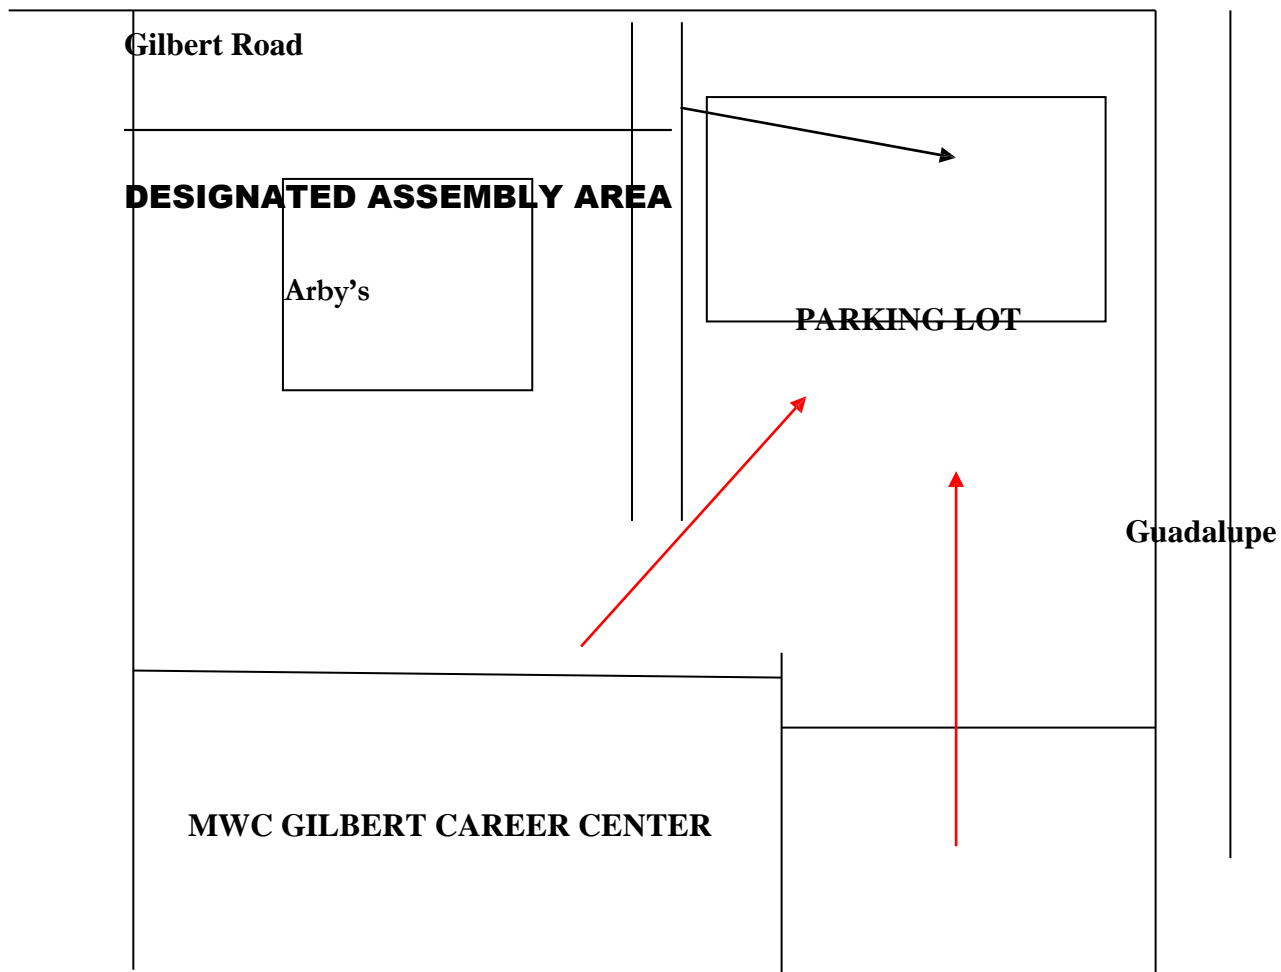 Gilbert Road
DESIGNATED ASSEMBLY AREA
Arby’s
PARKING LOT
Guadalupe
MWC GILBERT CAREER CENTER